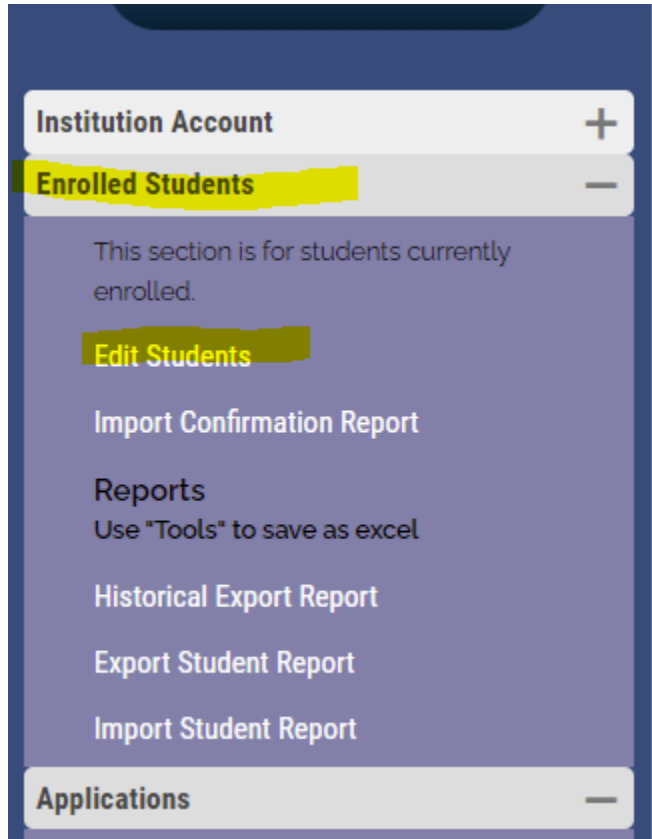 Institution Account
Enrolled Students
This section is for students currently
enrolled.
Edit Students
Import Confirmation Report
Reports
Use "Tools" to save as excel
Historical Export Report
Export Student Report
Import Student Report
Applications